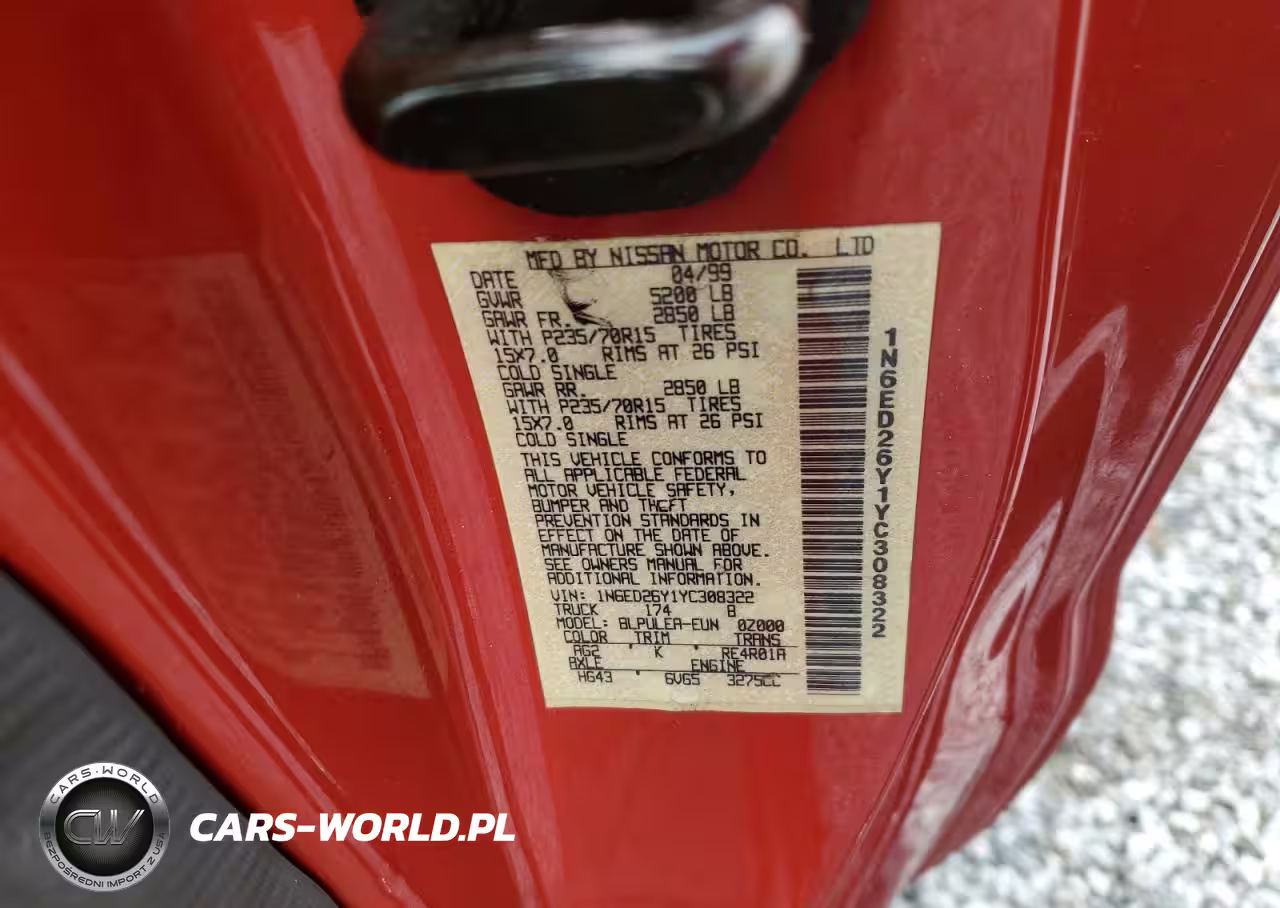 MFD BY NISSAN MOTOR CO. LTD
DATE 04/99
GVWR 5200 LB
GAWR FR. 2850 LB
WITH P235/70R15 TIRES
15X7.0 RIMS AT 26 PSI
COLD SINGLE
GAWR RR. 2850 LB
WITH P235/70R15 TIRES
15X7.0 RIMS AT 26 PSI
COLD SINGLE
THIS VEHICLE CONFORMS TO
ALL APPLICABLE FEDERAL
MOTOR VEHICLE SAFETY,
BUMPER AND THEFT
PREVENTION STANDARDS IN
EFFECT ON THE DATE OF
MANUFACTURE SHOWN ABOVE.
SEE OWNERS MANUAL FOR
ADDITIONAL INFORMATION.
VIN: 1N6ED26Y1YC308322
TRUCK 174 B
MODEL: BLPULEA-EUN 0Z000
COLOR TRIM TRANS
AG2 ' K ' RE4R01A
AXLE ENGINE
HG43 ' 6V65 3275CC
1N6ED26Y1YC308322
CARS·WORLD
CW
BEZPOŚREDNI IMPORT Z USA
CARS-WORLD.PL